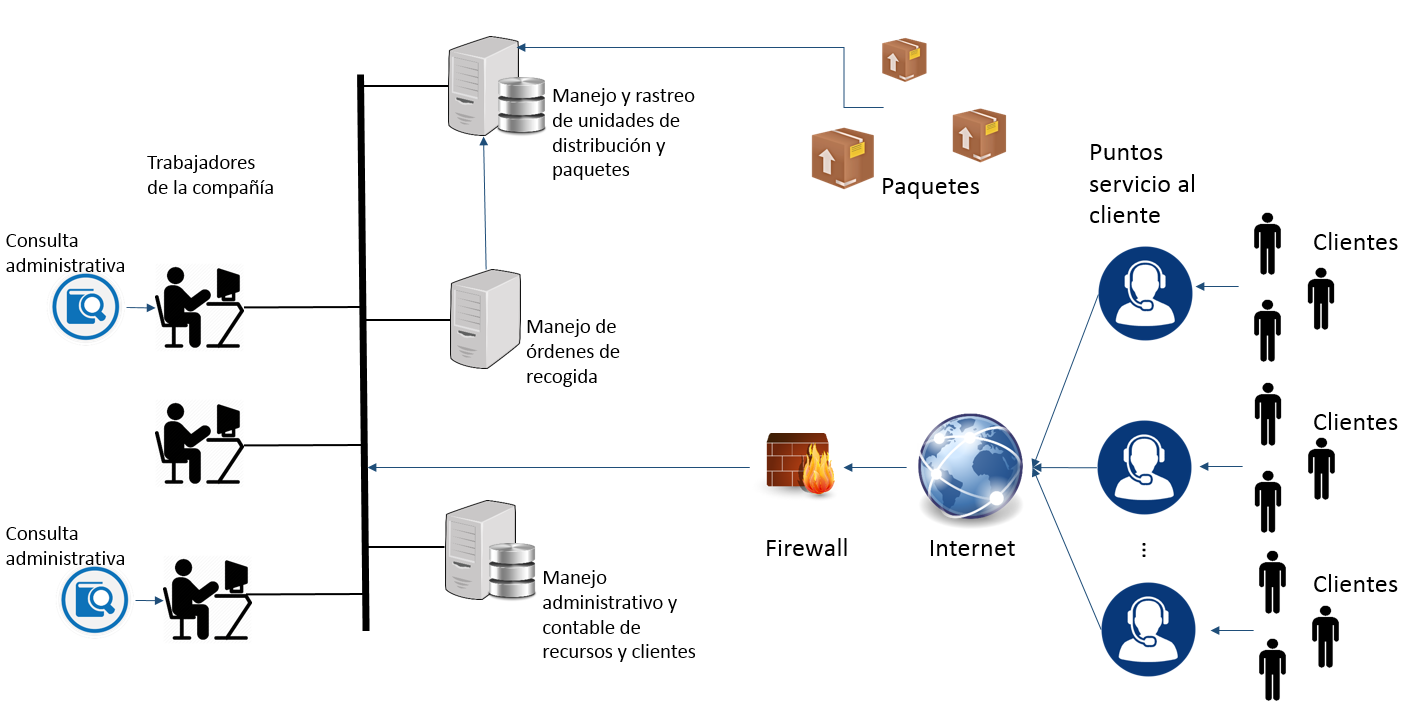 Manejo y rastreo
de unidades de
distribución y
paquetes
Trabajadores
de la compañía
Paquetes
Puntos
servicio al
cliente
Consulta
administrativa
Clientes
Manejo de
órdenes de
recogida
Clientes
Consulta
administrativa
Firewall
Internet
...
Manejo
administrativo y
contable de
recursos y clientes
Clientes